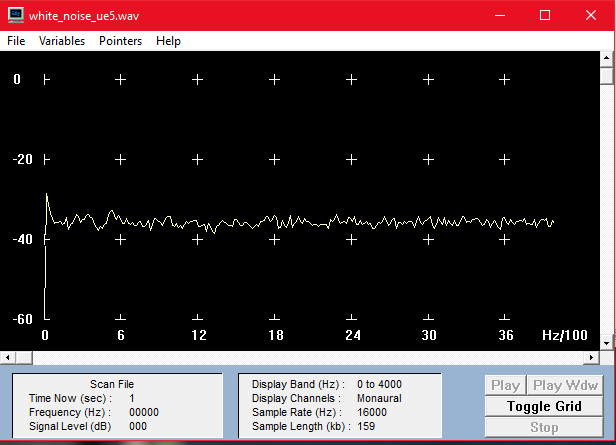 white_noise_ue5.wav
File Variables Pointers Help
0
-20
-40
-60
0 6 12 18 24 30 36 Hz/100
Scan File
Time Now (sec) : 1
Frequency (Hz) : 00000
Signal Level (dB) 000
Display Band (Hz) : 0 to 4000
Display Channels : Monaural
Sample Rate (Hz) : 16000
Sample Length (kb) : 159
Play Play Wdw
Toggle Grid
Stop